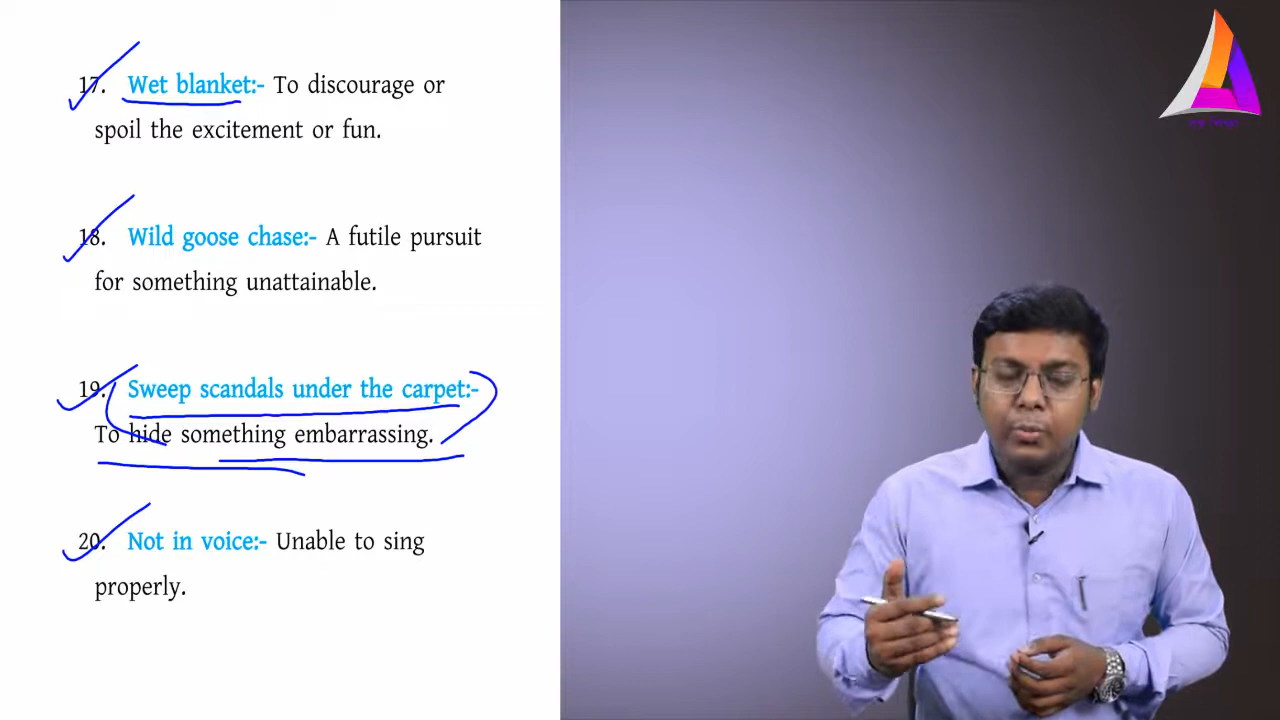 17. Wet blanket:- To discourage or
spoil the excitement or fun.
18. Wild goose chase:- A futile pursuit
for something unattainable.
19. Sweep scandals under the carpet:-
To hide something embarrassing.
20. Not in voice:- Unable to sing
properly.